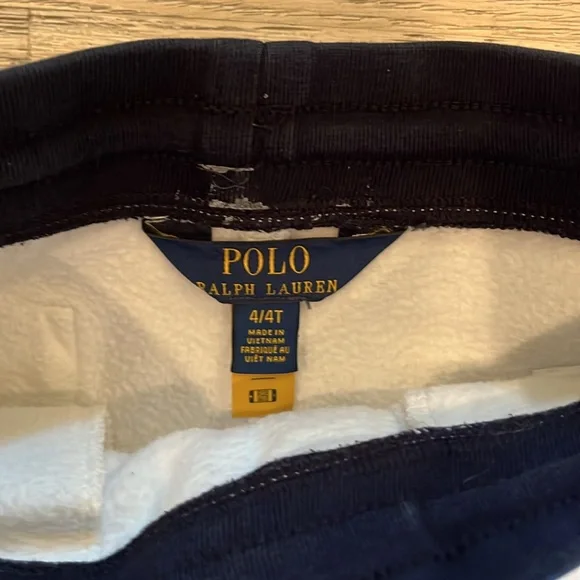 POLO
RALPH LAUREN
4/4T
MADE IN
VIETNAM
FABRIQUÉ AU
VIÊT NAM